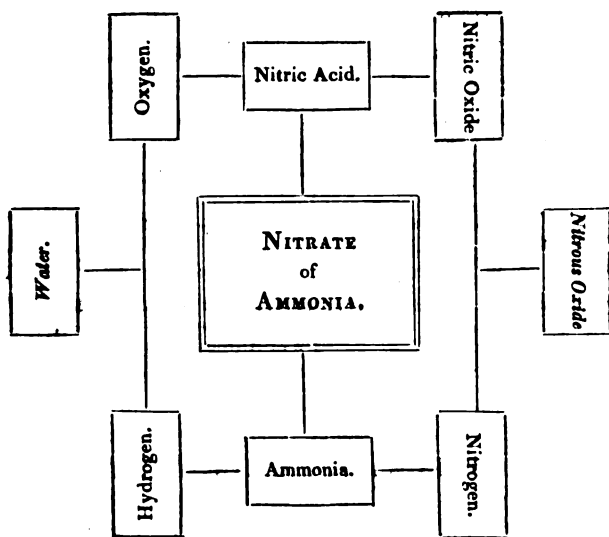 Oxygen.
Nitric Acid.
Nitric Oxide
Water.
NITRATE
of
AMMONIA.
Nitrous Oxide
Hydrogen.
Ammonia.
Nitrogen.